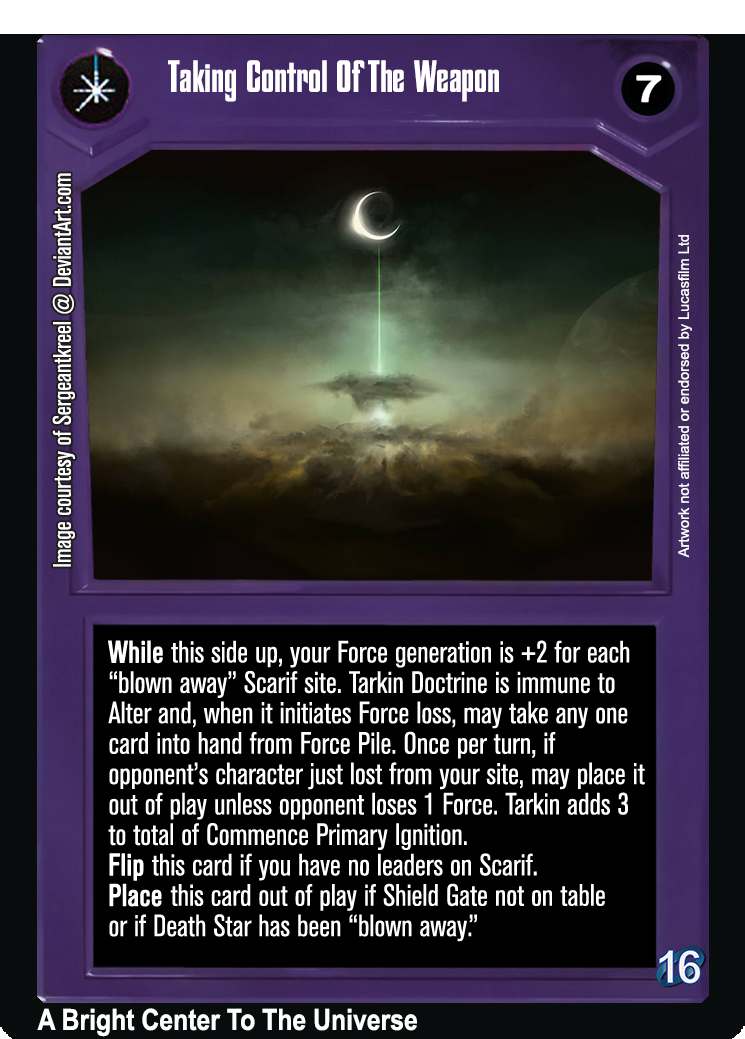 Taking Control Of The Weapon
7
Image courtesy of Sergeantkreel @ DeviantArt.com
Artwork not affiliated or endorsed by Lucasfilm Ltd
While this side up, your Force generation is +2 for each
“blown away” Scarif site. Tarkin Doctrine is immune to
Alter and, when it initiates Force loss, may take any one
card into hand from Force Pile. Once per turn, if
opponent’s character just lost from your site, may place it
out of play unless opponent loses 1 Force. Tarkin adds 3
to total of Commence Primary Ignition.
Flip this card if you have no leaders on Scarif.
Place this card out of play if Shield Gate not on table
or if Death Star has been “blown away.”
16
A Bright Center To The Universe